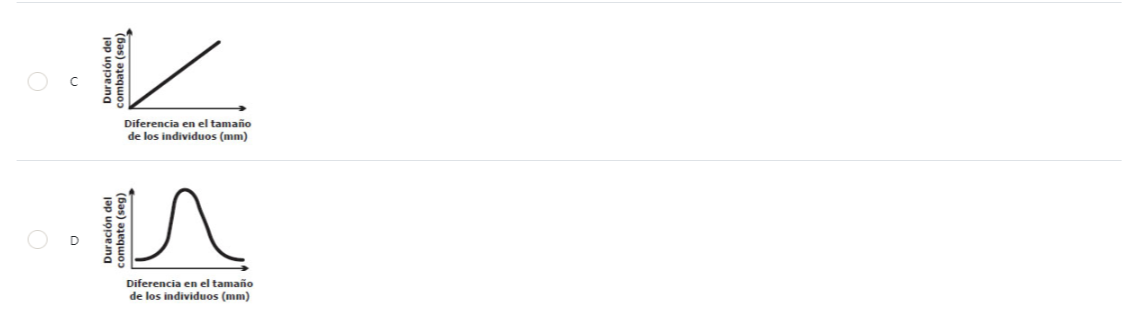 C
Duración del
combate (seg)
Diferencia en el tamaño
de los individuos (mm)
D
Duración del
combate (seg)
Diferencia en el tamaño
de los individuos (mm)